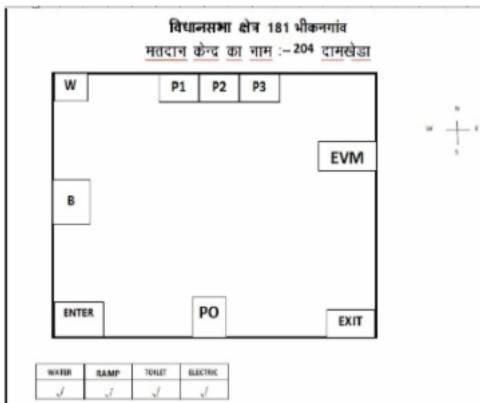 विधानसभा क्षेत्र 181 भीकनगांव
मतदान केन्द्र का नाम :-204 दामखेडा
W P1 P2 P3
N
W E
S
EVM
B
ENTER PO EXIT
WATER RAMP TOILET ELECTRIC
✓ ✓ ✓ ✓